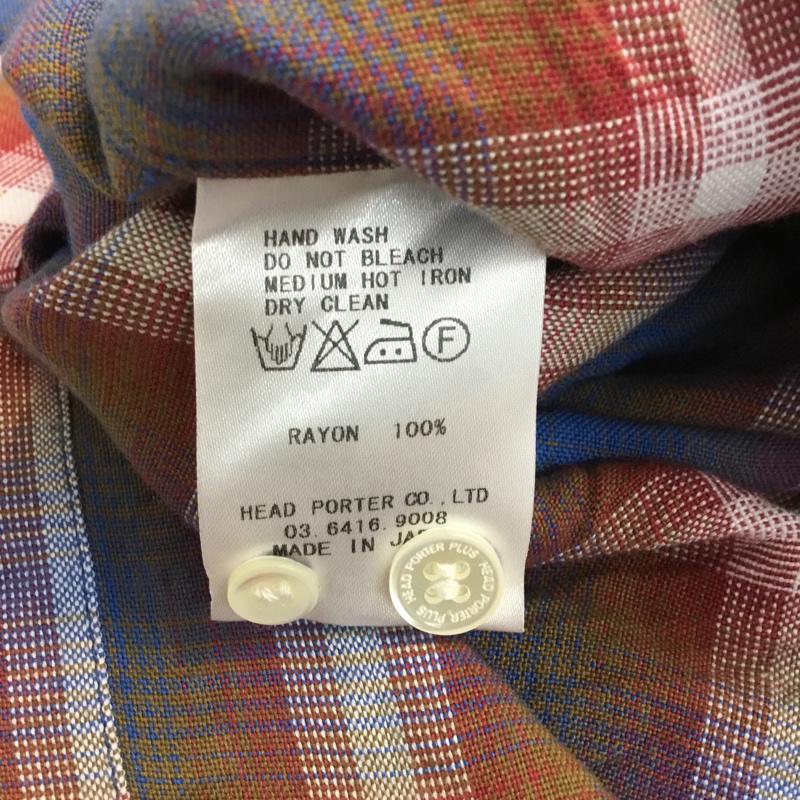 HAND WASH
DO NOT BLEACH
MEDIUM HOT IRON
DRY CLEAN
F
RAYON 100%
HEAD PORTER CO., LTD
03. 6416. 9008
MADE IN
HEAD PORTER PLUS HEAD PORTER PLUS